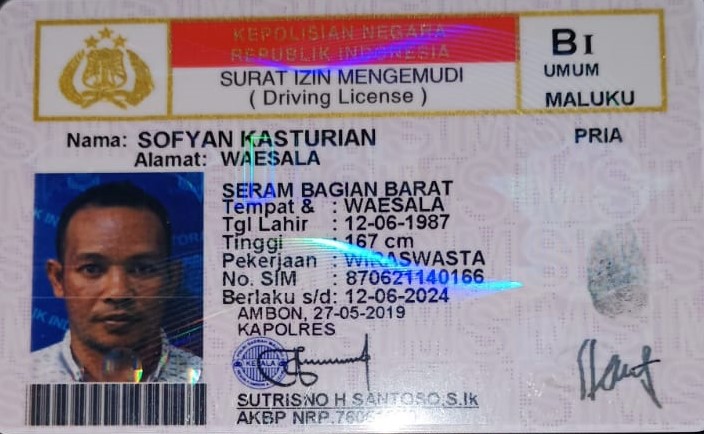 KEPOLISIAN NEGARA
REPUBLIK INDONESIA
SURAT IZIN MENGEMUDI
( Driving License )
BI
UMUM
MALUKU
Nama: SOFYAN KASTURIAN
PRIA
Alamat: WAESALA
SERAM BAGIAN BARAT
Tempat & : WAESALA
Tgl Lahir : 12-06-1987
Tinggi : 167 cm
Pekerjaan : WIRASWASTA
No. SIM : 870621140166
Berlaku s/d: 12-06-2024
AMBON, 27-05-2019
KAPOLRES
SUTRISNO H SANTOSO,S.Ik
AKBP NRP.